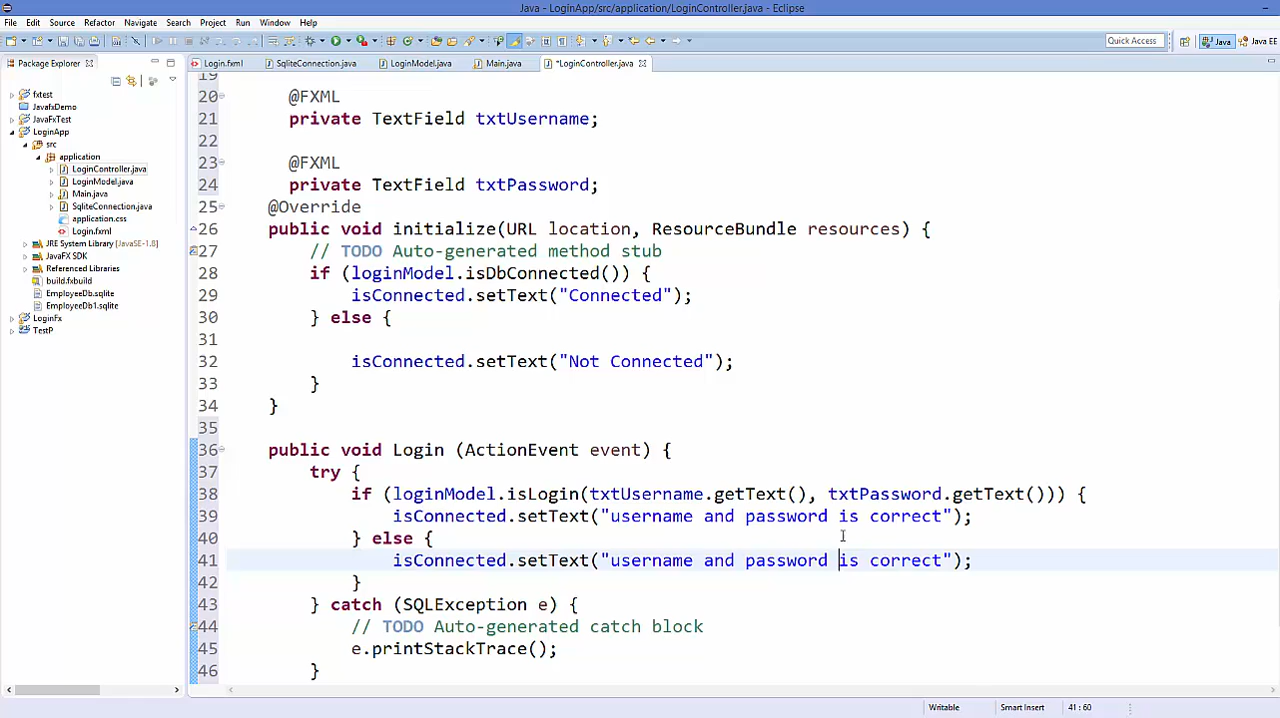 Java - LoginApp/src/application/LoginController.java - Eclipse
File Edit Source Refactor Navigate Search Project Run Window Help
Quick Access Java Java EE
Package Explorer
Login.fxml SqliteConnection.java LoginModel.java Main.java *LoginController.java
fxtest
JavafxDemo
JavaFxTest
LoginApp
src
application
LoginController.java
LoginModel.java
Main.java
SqliteConnection.java
application.css
Login.fxml
JRE System Library [JavaSE-1.8]
JavaFX SDK
Referenced Libraries
build.fxbuild
EmployeeDb.sqlite
EmployeeDb1.sqlite
LoginFx
TestP
19
20 @FXML
21 private TextField txtUsername;
22
23 @FXML
24 private TextField txtPassword;
25 @Override
26 public void initialize(URL location, ResourceBundle resources) {
27 // TODO Auto-generated method stub
28 if (loginModel.isDbConnected()) {
29 isConnected.setText("Connected");
30 } else {
31
32 isConnected.setText("Not Connected");
33 }
34 }
35
36 public void Login (ActionEvent event) {
37 try {
38 if (loginModel.isLogin(txtUsername.getText(), txtPassword.getText())) {
39 isConnected.setText("username and password is correct");
40 } else {
41 isConnected.setText("username and password is correct");
42 }
43 } catch (SQLException e) {
44 // TODO Auto-generated catch block
45 e.printStackTrace();
46 }
Writable Smart Insert 41 : 60